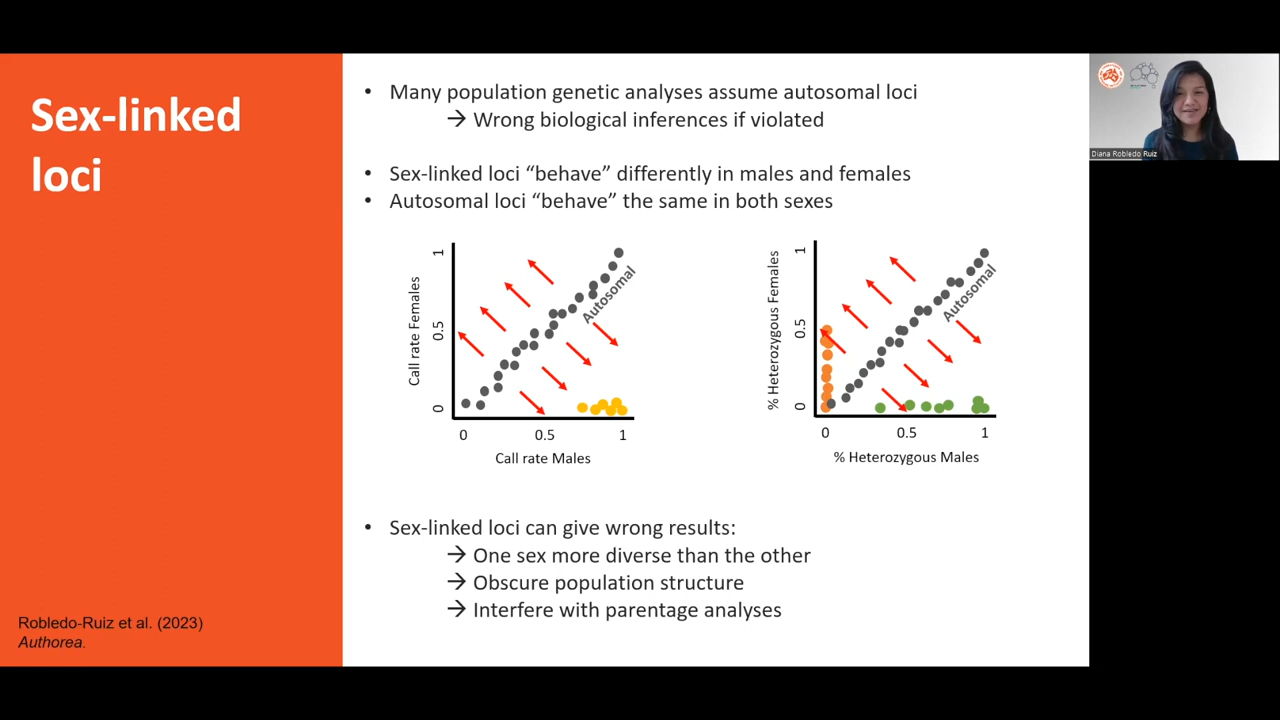 Sex-linked
loci
• Many population genetic analyses assume autosomal loci
→ Wrong biological inferences if violated
• Sex-linked loci “behave” differently in males and females
• Autosomal loci “behave” the same in both sexes
Call rate Females
1
0.5
0
Autosomal
0 0.5 1
Call rate Males
% Heterozygous Females
1
0.5
0
Autosomal
0 0.5 1
% Heterozygous Males
• Sex-linked loci can give wrong results:
→ One sex more diverse than the other
→ Obscure population structure
→ Interfere with parentage analyses
Robledo-Ruiz et al. (2023)
Authorea.
Diana Robledo Ruiz